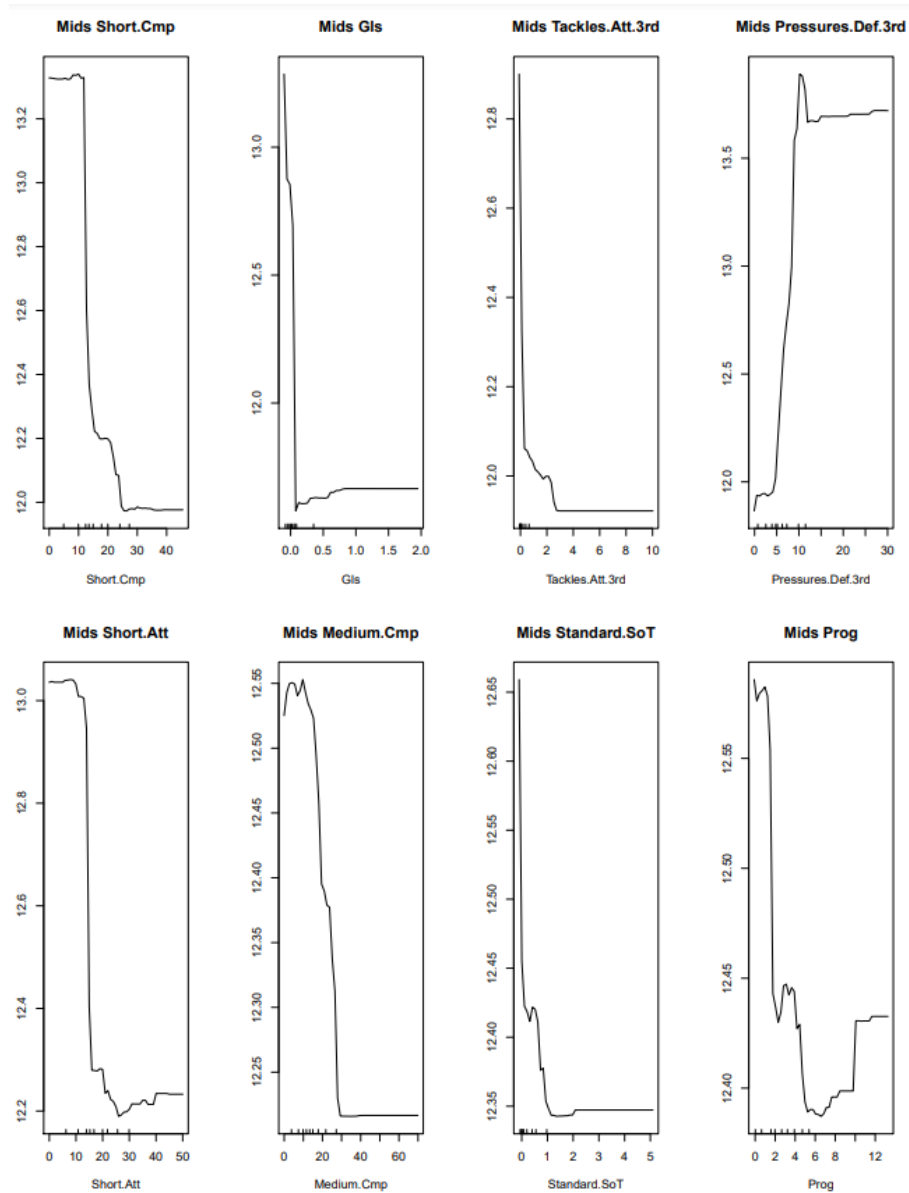 Mids Short.Cmp
Mids Gls
Mids Tackles.Att.3rd
Mids Pressures.Def.3rd
13.2
13.0
12.8
12.6
12.4
12.2
12.0
0 10 20 30 40
Short.Cmp
13.0
12.5
12.0
0.0 0.5 1.0 1.5 2.0
Gls
12.8
12.6
12.4
12.2
12.0
0 2 4 6 8 10
Tackles.Att.3rd
13.5
13.0
12.5
12.0
0 5 10 20 30
Pressures.Def.3rd
Mids Short.Att
Mids Medium.Cmp
Mids Standard.SoT
Mids Prog
13.0
12.8
12.6
12.4
12.2
0 10 20 30 40 50
Short.Att
12.55
12.50
12.45
12.40
12.35
12.30
12.25
0 20 40 60
Medium.Cmp
12.65
12.60
12.55
12.50
12.45
12.40
12.35
0 1 2 3 4 5
Standard.SoT
12.55
12.50
12.45
12.40
0 2 4 6 8 12
Prog